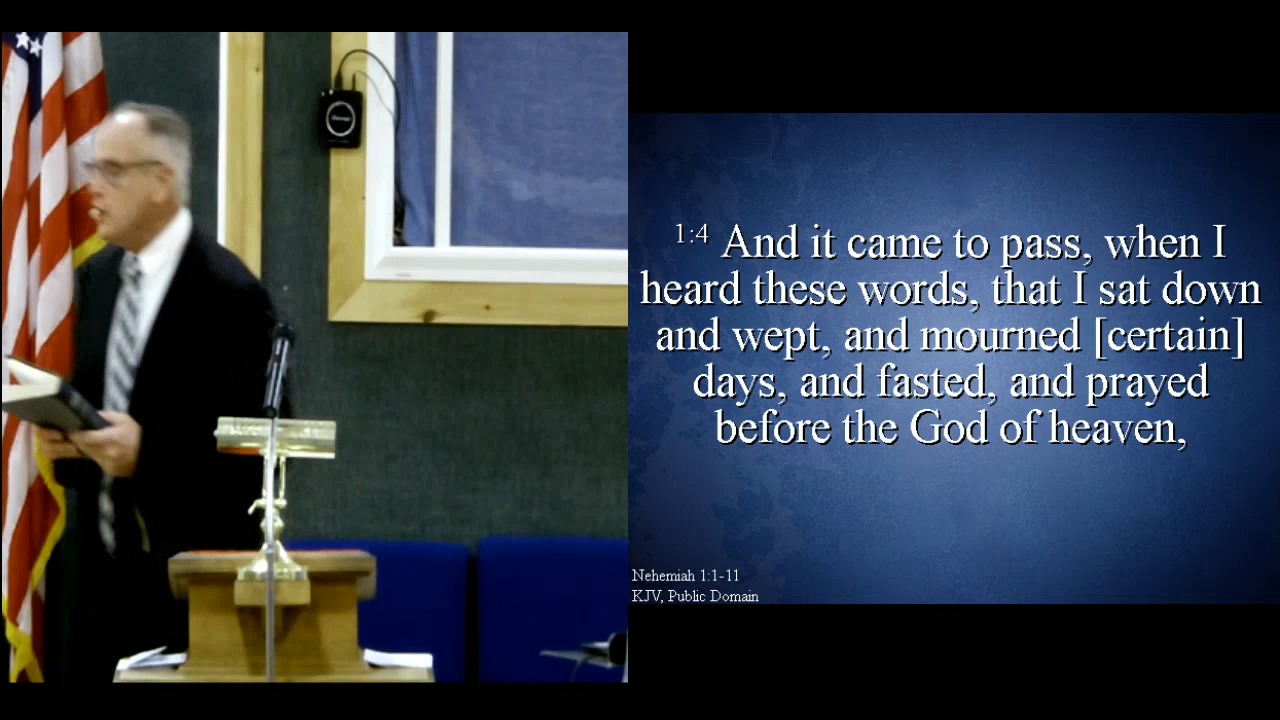 1:4 And it came to pass, when I
heard these words, that I sat down
and wept, and mourned [certain]
days, and fasted, and prayed
before the God of heaven,
Nehemiah 1:1-11
KJV, Public Domain